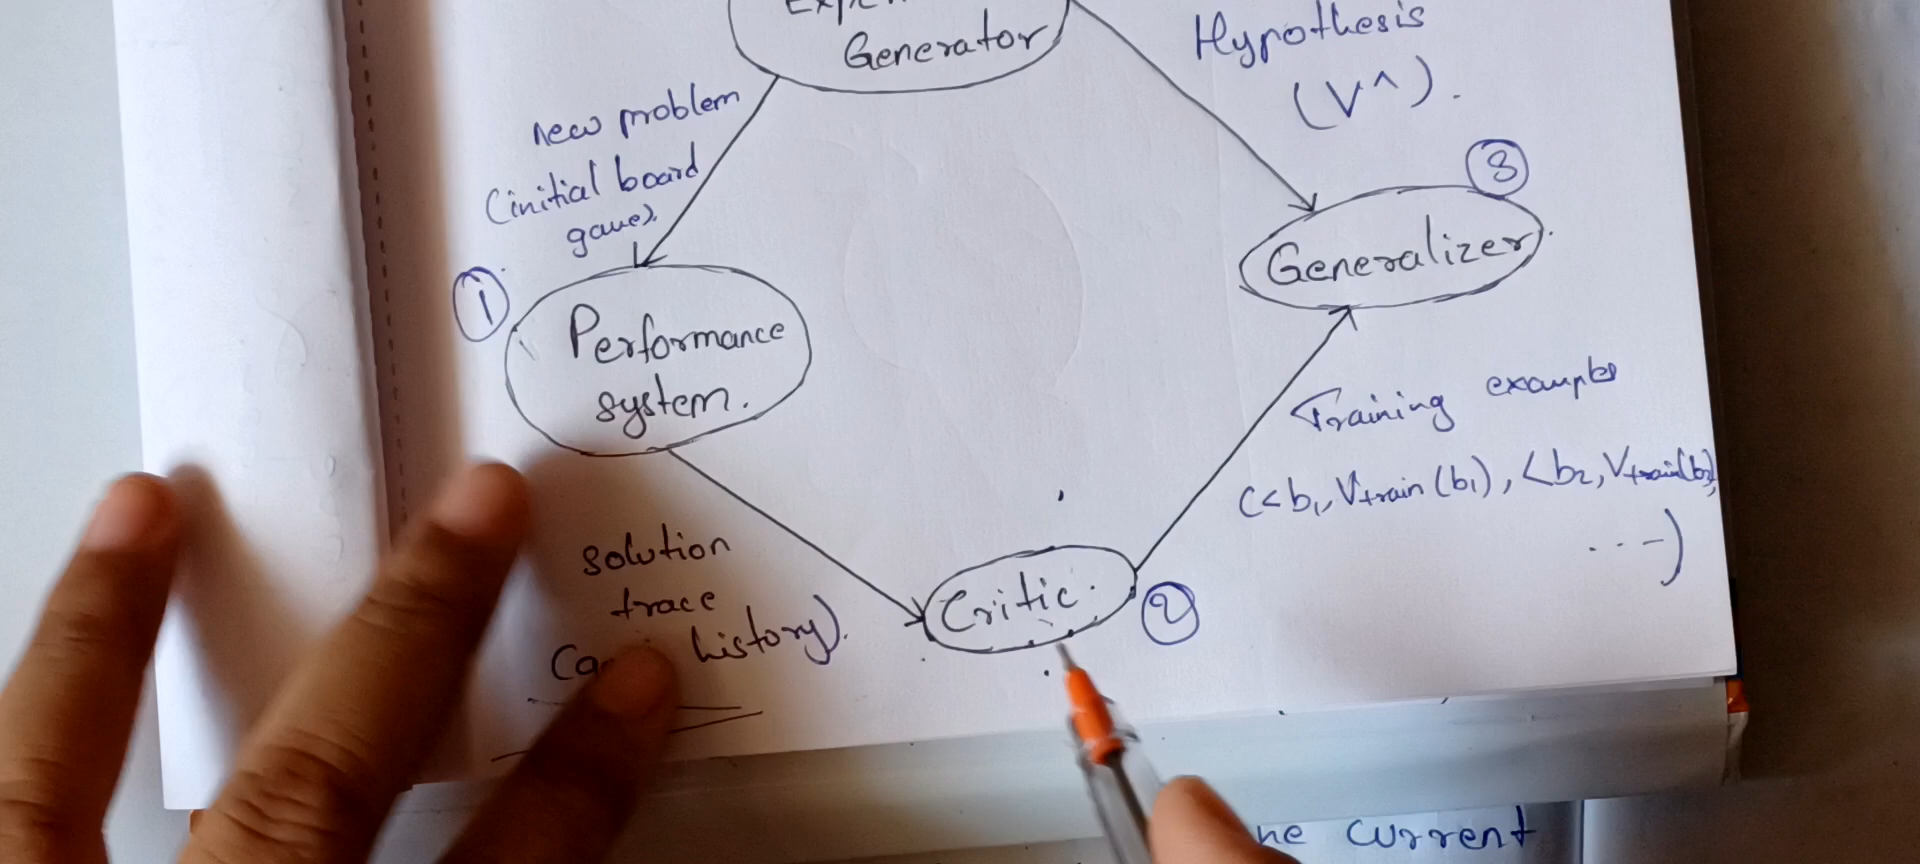 Generator
Hypothesis
(V^).
new problem
(initial board
game).
3
Generalizer.
1
Performance
system.
Training examples
(<b1, Vtrain (b1), <b2, Vtrain(b2),
...)
solution
trace
history).
Critic.
2
current